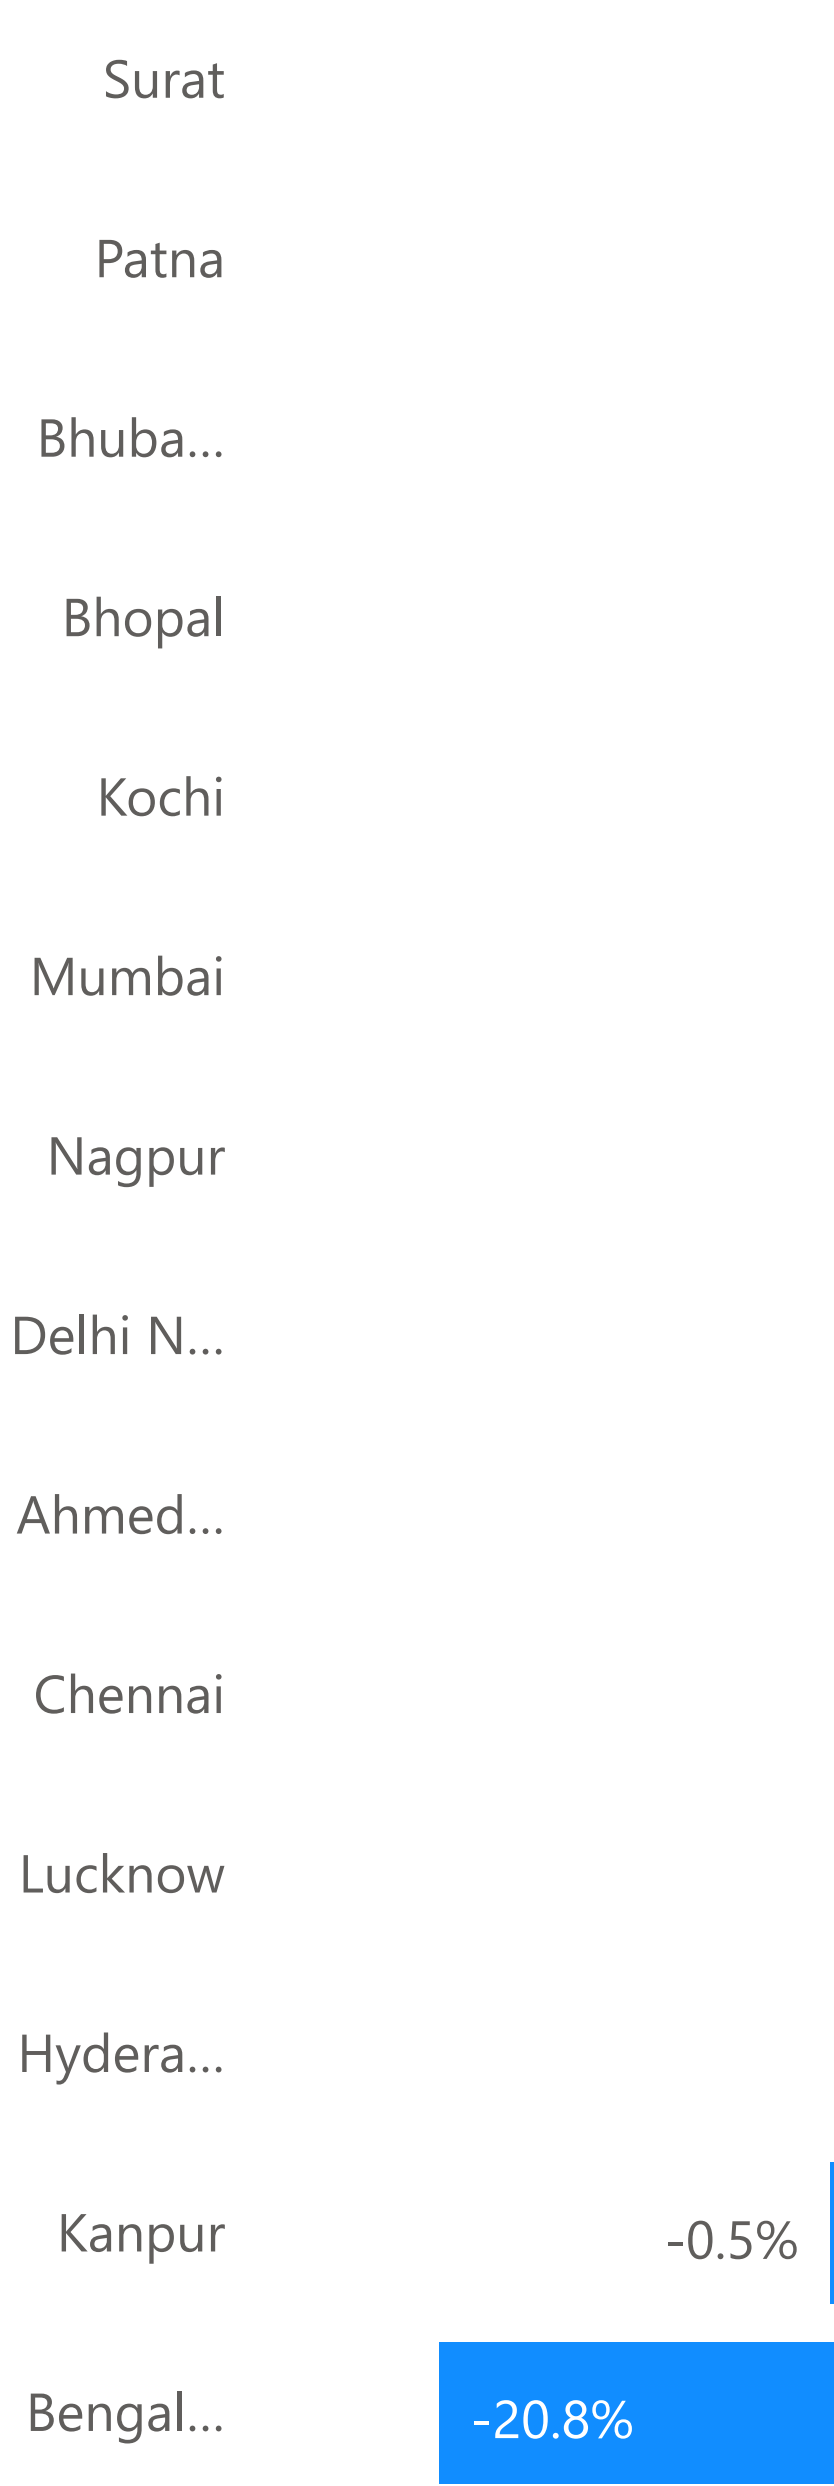 Surat
Patna
Bhuba...
Bhopal
Kochi
Mumbai
Nagpur
Delhi N...
Ahmed...
Chennai
Lucknow
Hydera...
Kanpur -0.5%
Bengal... -20.8%